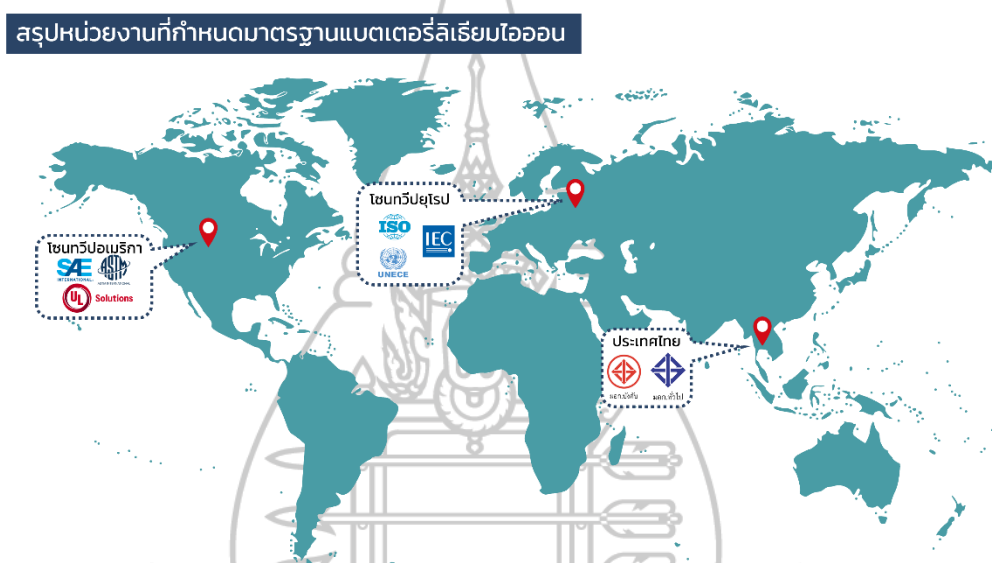 สรุปหน่วยงานที่กำหนดมาตรฐานแบตเตอรี่ลิเธียมไอออน
โซนทวีปยุโรป
ISO
IEC
UNECE
โซนทวีปอเมริกา
SAE
INTERNATIONAL
ASTM
INTERNATIONAL
UL Solutions
ประเทศไทย
มอก.บังคับ
มอก.ทั่วไป